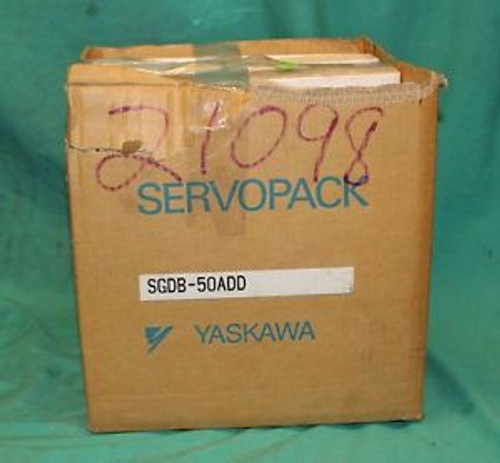 21098
SERVOPACK
SGDB-50ADD
YASKAWA